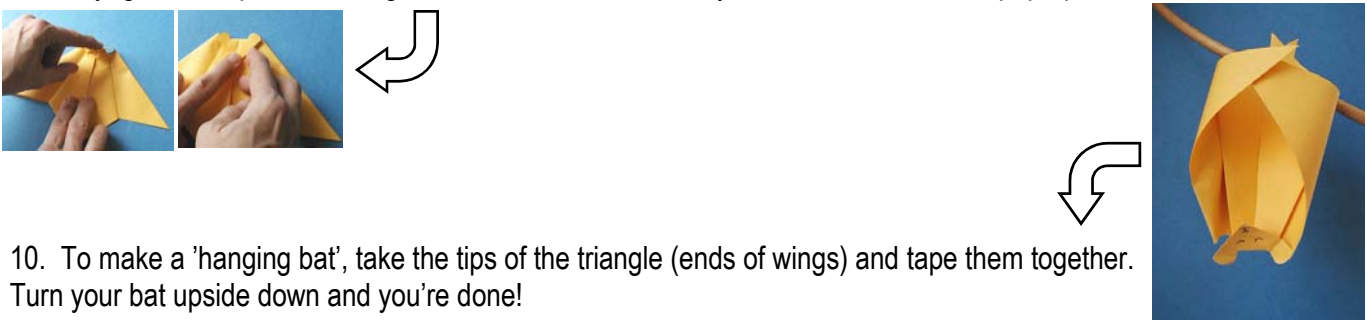 10.  To make a ’hanging bat’, take the tips of the triangle (ends of wings) and tape them together.
Turn your bat upside down and you’re done!